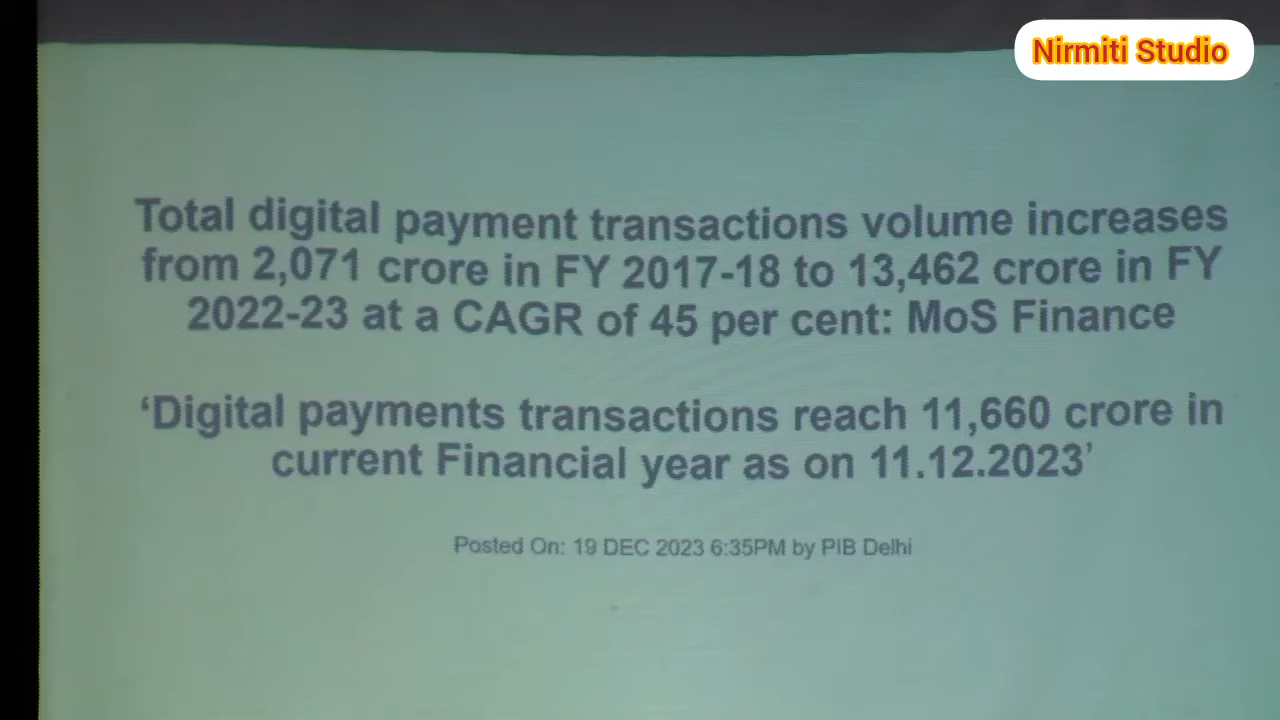 Nirmiti Studio
Total digital payment transactions volume increases
from 2,071 crore in FY 2017-18 to 13,462 crore in FY
2022-23 at a CAGR of 45 per cent: MoS Finance
‘Digital payments transactions reach 11,660 crore in
current Financial year as on 11.12.2023’
Posted On: 19 DEC 2023 6:35PM by PIB Delhi